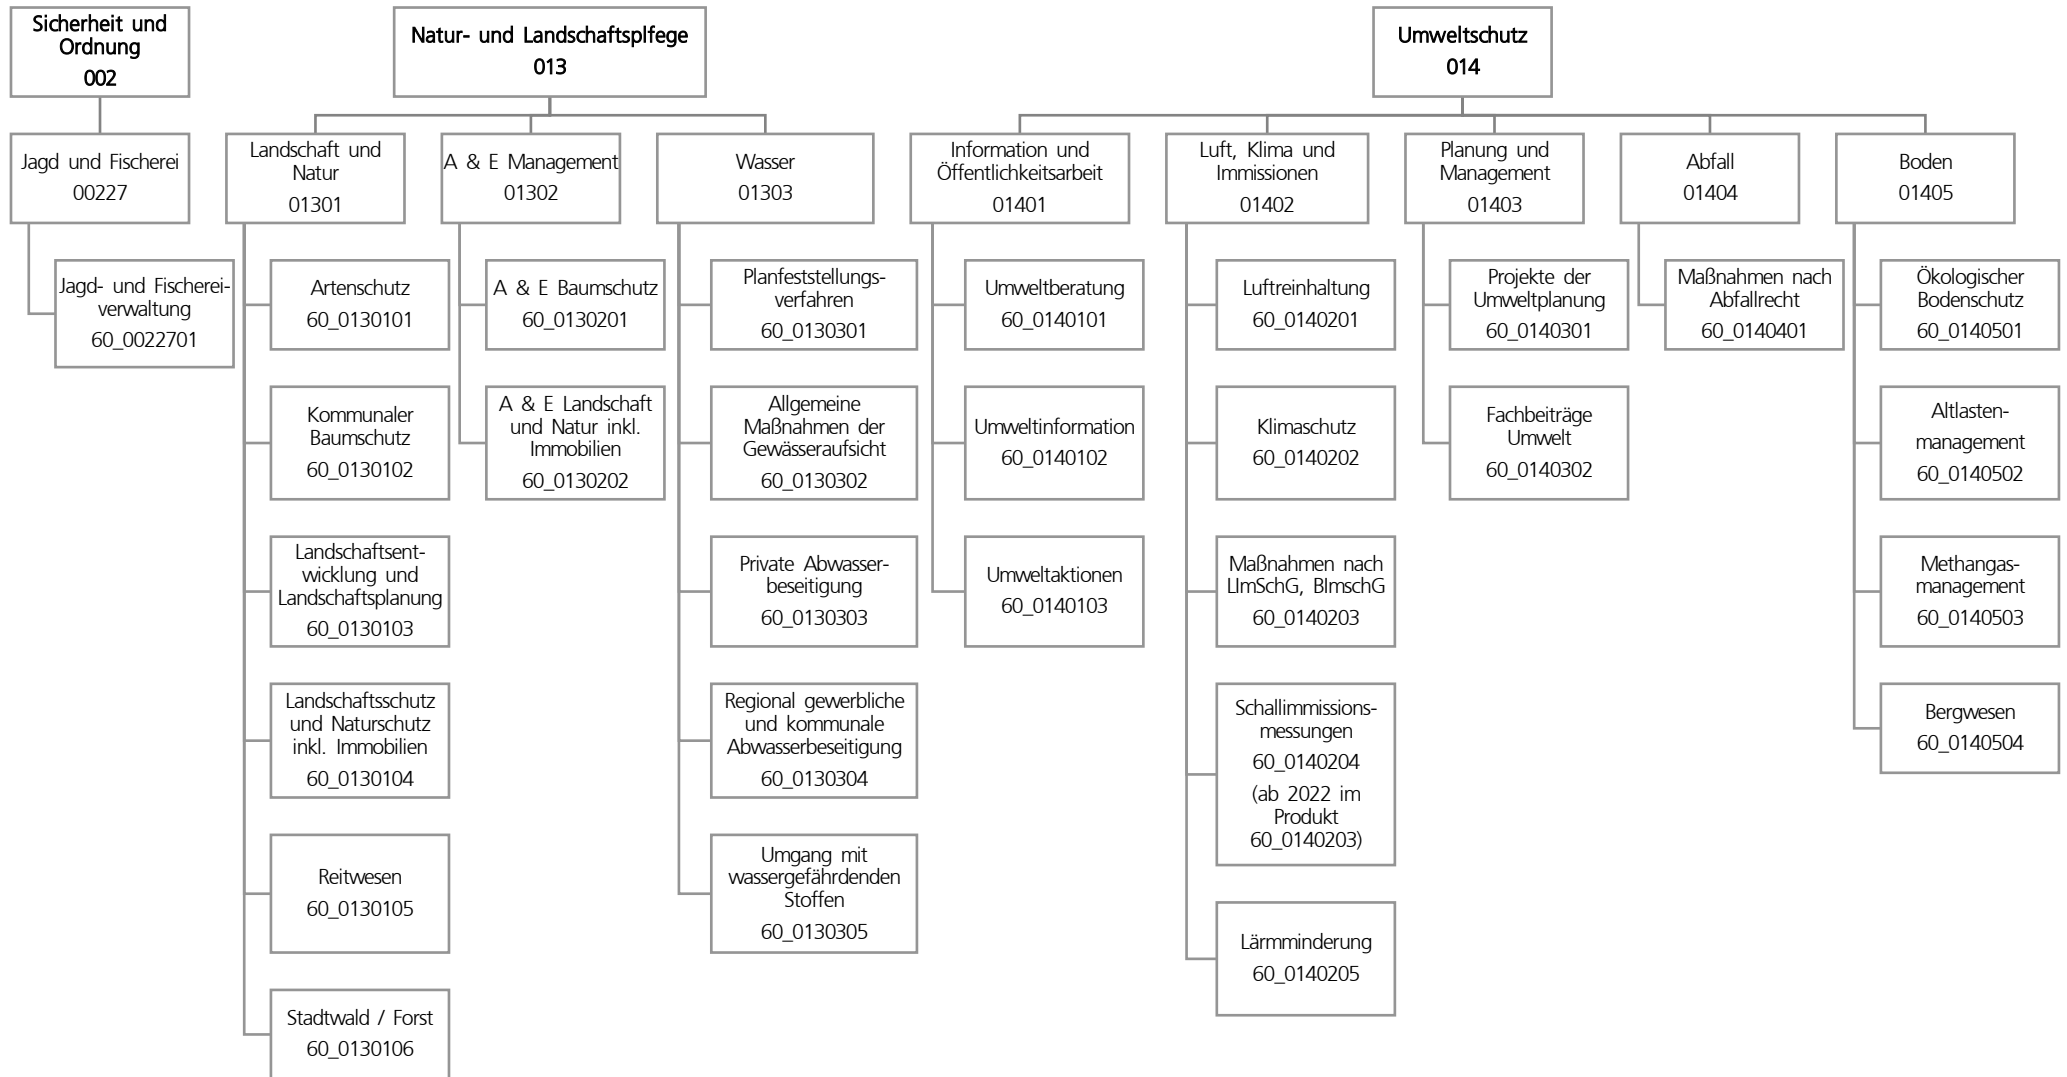 Sicherheit und
Ordnung
002
Natur- und Landschaftsplfege
013
Umweltschutz
014
Jagd und Fischerei
00227
Landschaft und
Natur
01301
A & E Management
01302
Wasser
01303
Information und
Öffentlichkeitsarbeit
01401
Luft, Klima und
Immissionen
01402
Planung und
Management
01403
Abfall
01404
Boden
01405
Jagd- und Fischerei-
verwaltung
60_0022701
Artenschutz
60_0130101
Kommunaler
Baumschutz
60_0130102
Landschaftsent-
wicklung und
Landschaftsplanung
60_0130103
Landschaftsschutz
und Naturschutz
inkl. Immobilien
60_0130104
Reitwesen
60_0130105
Stadtwald / Forst
60_0130106
A & E Baumschutz
60_0130201
A & E Landschaft
und Natur inkl.
Immobilien
60_0130202
Planfeststellungs-
verfahren
60_0130301
Allgemeine
Maßnahmen der
Gewässeraufsicht
60_0130302
Private Abwasser-
beseitigung
60_0130303
Regional gewerbliche
und kommunale
Abwasserbeseitigung
60_0130304
Umgang mit
wassergefährdenden
Stoffen
60_0130305
Umweltberatung
60_0140101
Umweltinformation
60_0140102
Umweltaktionen
60_0140103
Luftreinhaltung
60_0140201
Klimaschutz
60_0140202
Maßnahmen nach
LImSchG, BImschG
60_0140203
Schallimmissions-
messungen
60_0140204
(ab 2022 im
Produkt
60_0140203)
Lärmminderung
60_0140205
Projekte der
Umweltplanung
60_0140301
Fachbeiträge
Umwelt
60_0140302
Maßnahmen nach
Abfallrecht
60_0140401
Ökologischer
Bodenschutz
60_0140501
Altlasten-
management
60_0140502
Methangas-
management
60_0140503
Bergwesen
60_0140504